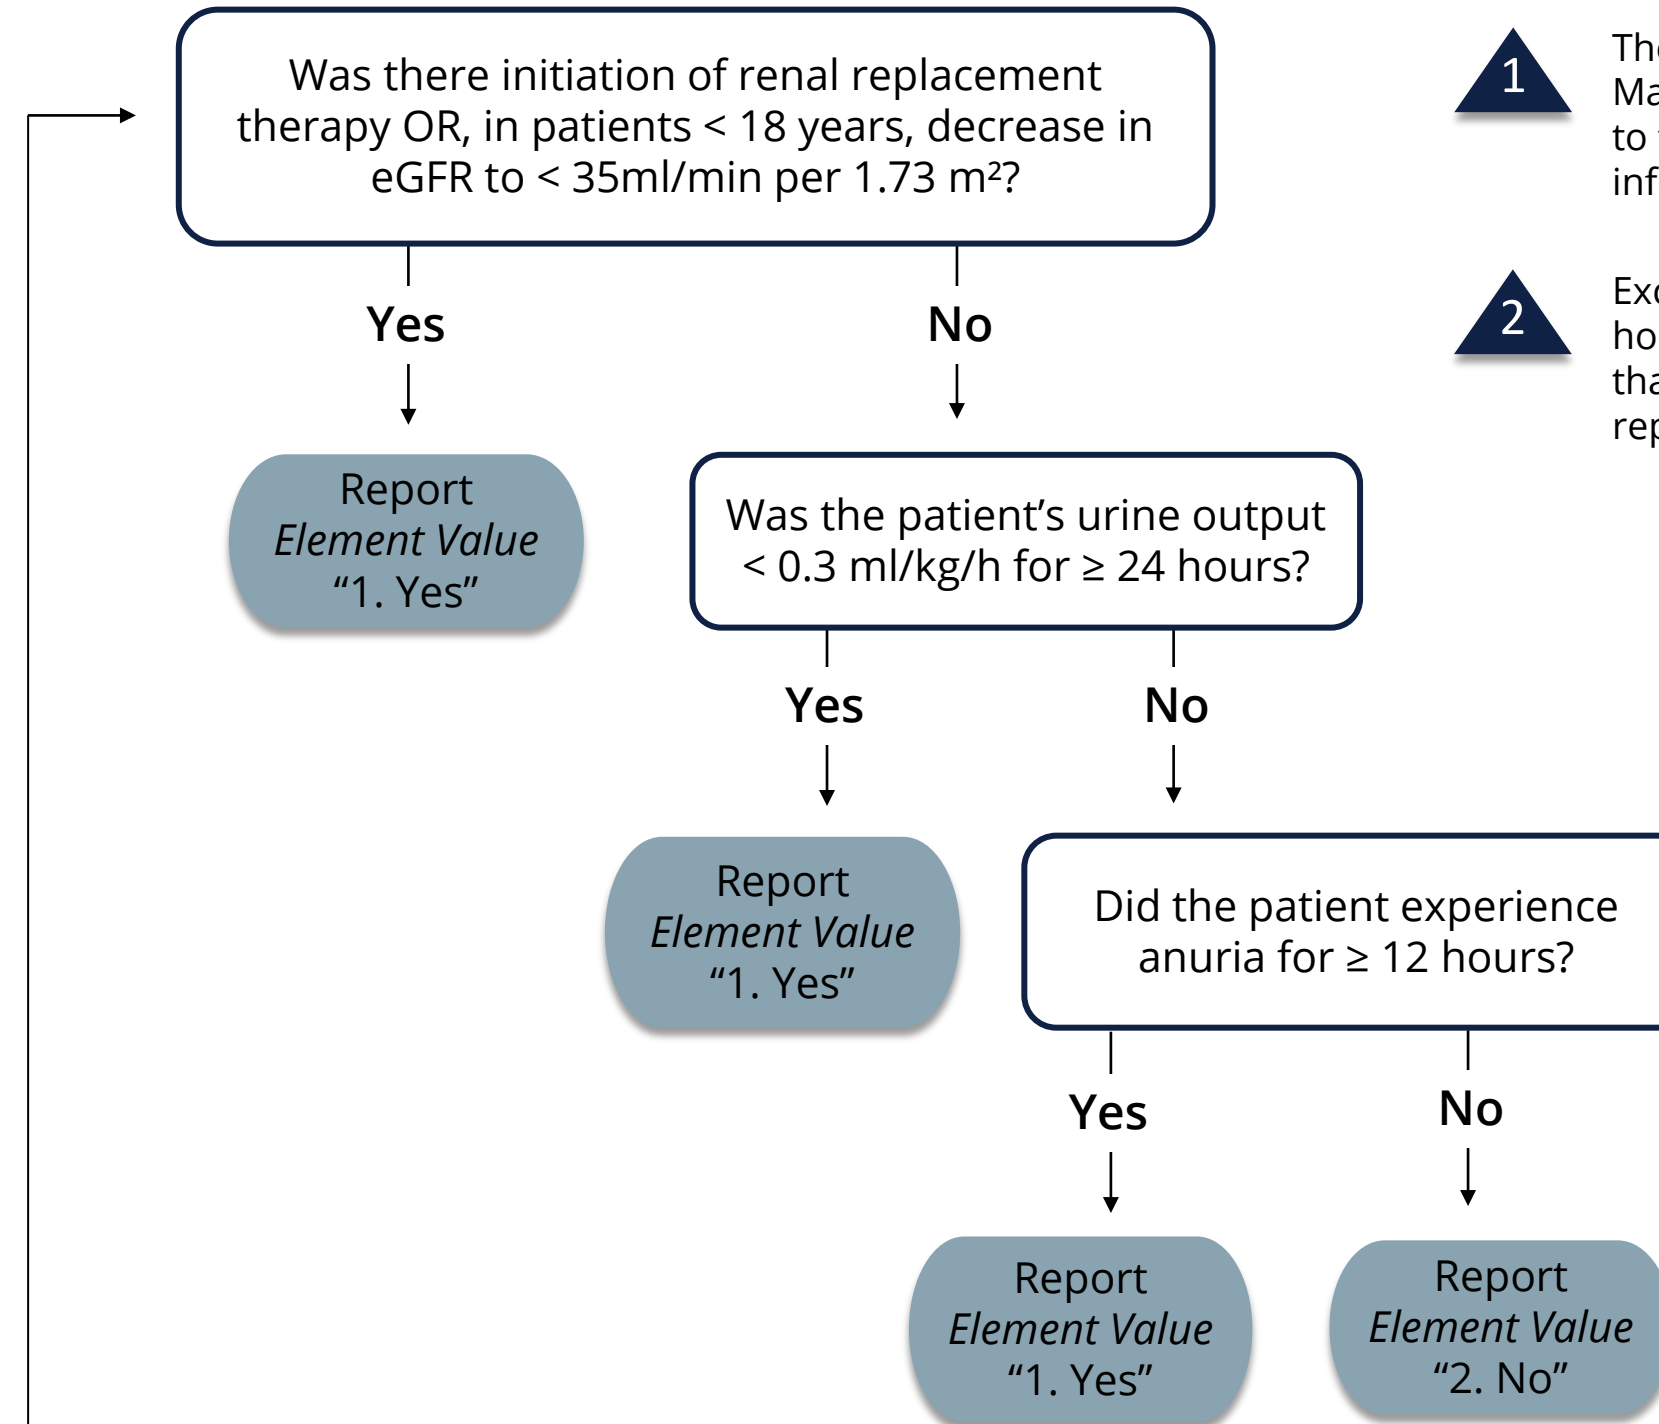 Was there initiation of renal replacement
therapy OR, in patients < 18 years, decrease in
eGFR to < 35ml/min per 1.73 m²?
1
to
2
Yes
No
Report
Element Value
“1. Yes”
Was the patient’s urine output
< 0.3 ml/kg/h for ≥ 24 hours?
Yes
No
Report
Element Value
“1. Yes”
Did the patient experience
anuria for ≥ 12 hours?
Yes
No
Report
Element Value
“1. Yes”
Report
Element Value
“2. No”